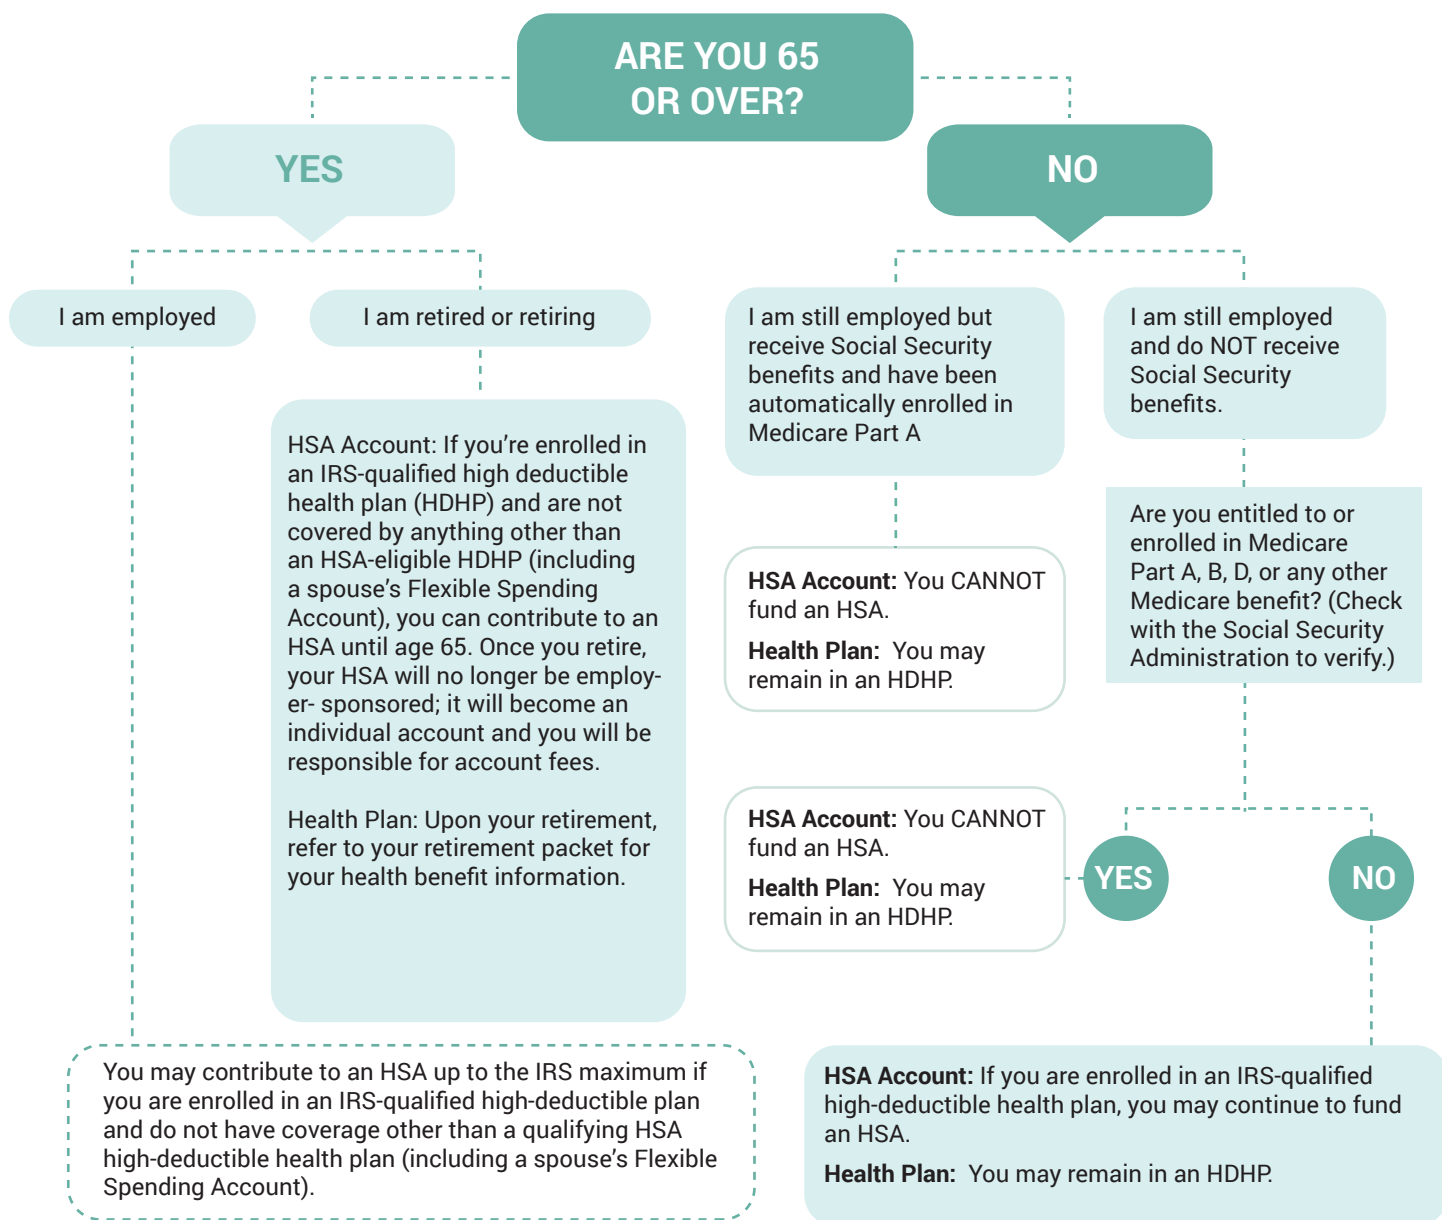 ARE YOU 65
OR OVER?
YES
NO
I am employed
I am retired or retiring
HSA Account: If you’re enrolled in
an IRS-qualified high deductible
health plan (HDHP) and are not
covered by anything other than
an HSA-eligible HDHP (including
a spouse’s Flexible Spending
Account), you can contribute to an
HSA until age 65. Once you retire,
your HSA will no longer be employ-
er- sponsored; it will become an
individual account and you will be
responsible for account fees.
Health Plan: Upon your retirement,
refer to your retirement packet for
your health benefit information.
You may contribute to an HSA up to the IRS maximum if
you are enrolled in an IRS-qualified high-deductible plan
and do not have coverage other than a qualifying HSA
high-deductible health plan (including a spouse’s Flexible
Spending Account).
I am still employed but
receive Social Security
benefits and have been
automatically enrolled in
Medicare Part A
HSA Account: You CANNOT
fund an HSA.
Health Plan: You may
remain in an HDHP.
I am still employed
and do NOT receive
Social Security
benefits.
Are you entitled to or
enrolled in Medicare
Part A, B, D, or any other
Medicare benefit? (Check
with the Social Security
Administration to verify.)
YES
HSA Account: You CANNOT
fund an HSA.
Health Plan: You may
remain in an HDHP.
NO
HSA Account: If you are enrolled in an IRS-qualified
high-deductible health plan, you may continue to fund
an HSA.
Health Plan: You may remain in an HDHP.